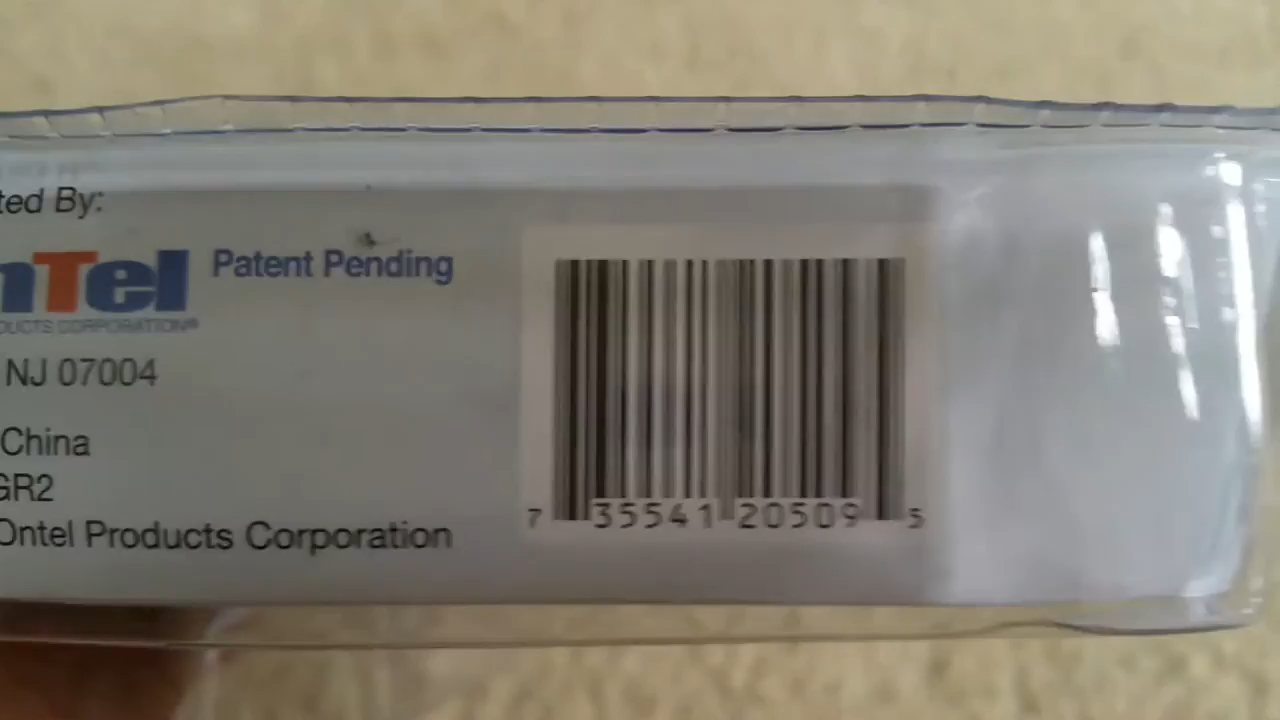 ted By:
nTel Patent Pending
DUCTS CORPORATION®
NJ 07004
China
GR2
Ontel Products Corporation
7 35541 20509 5